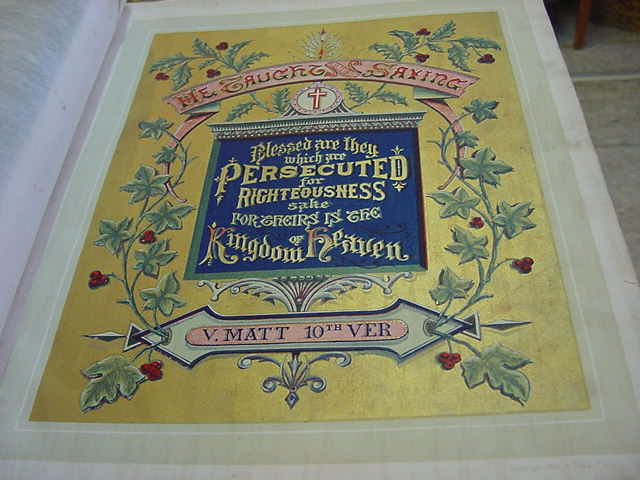 HE TAUGHT US SAYING
Blessed are they
which are
PERSECUTED
for
RIGHTEOUSNESS
sake
FOR THEIRS IS THE
Kingdom OF Heaven
V. MATT 10TH VER